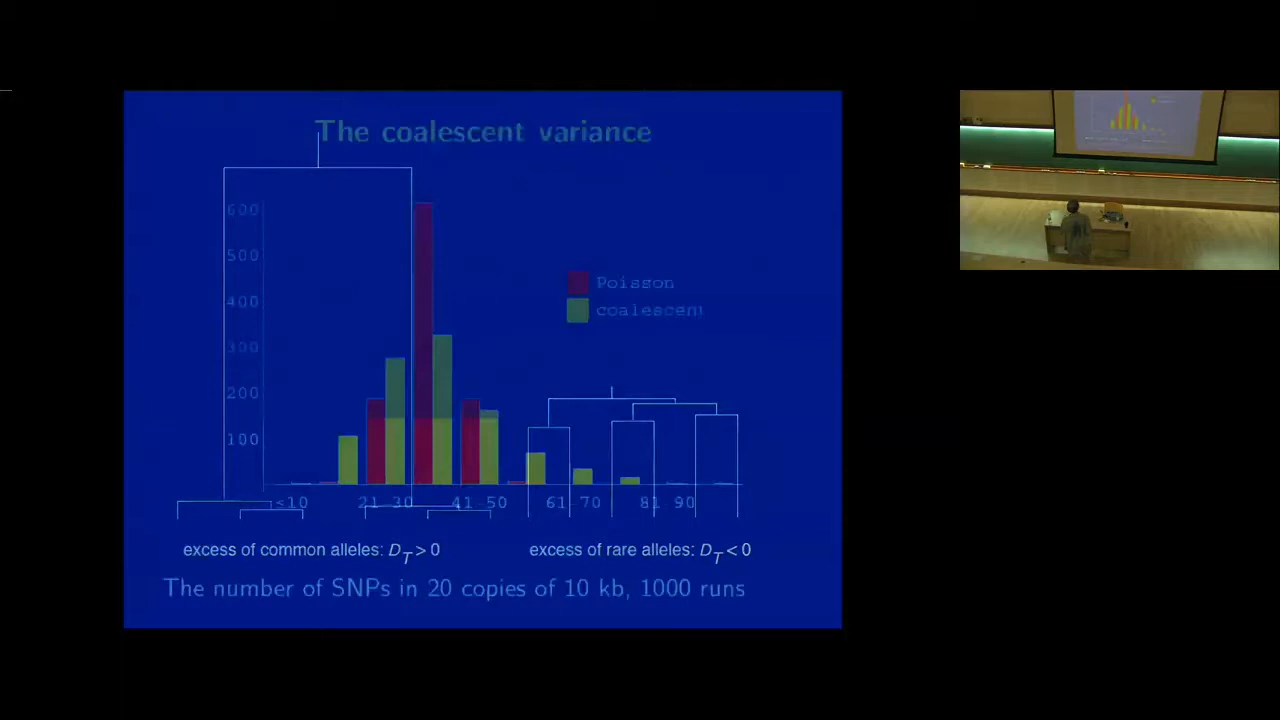 The coalescent variance
600
500
400
300
200
100
Poisson
coalescent
<10 21-30 41-50 61-70 81-90
excess of common alleles: D_T > 0
excess of rare alleles: D_T < 0
The number of SNPs in 20 copies of 10 kb, 1000 runs